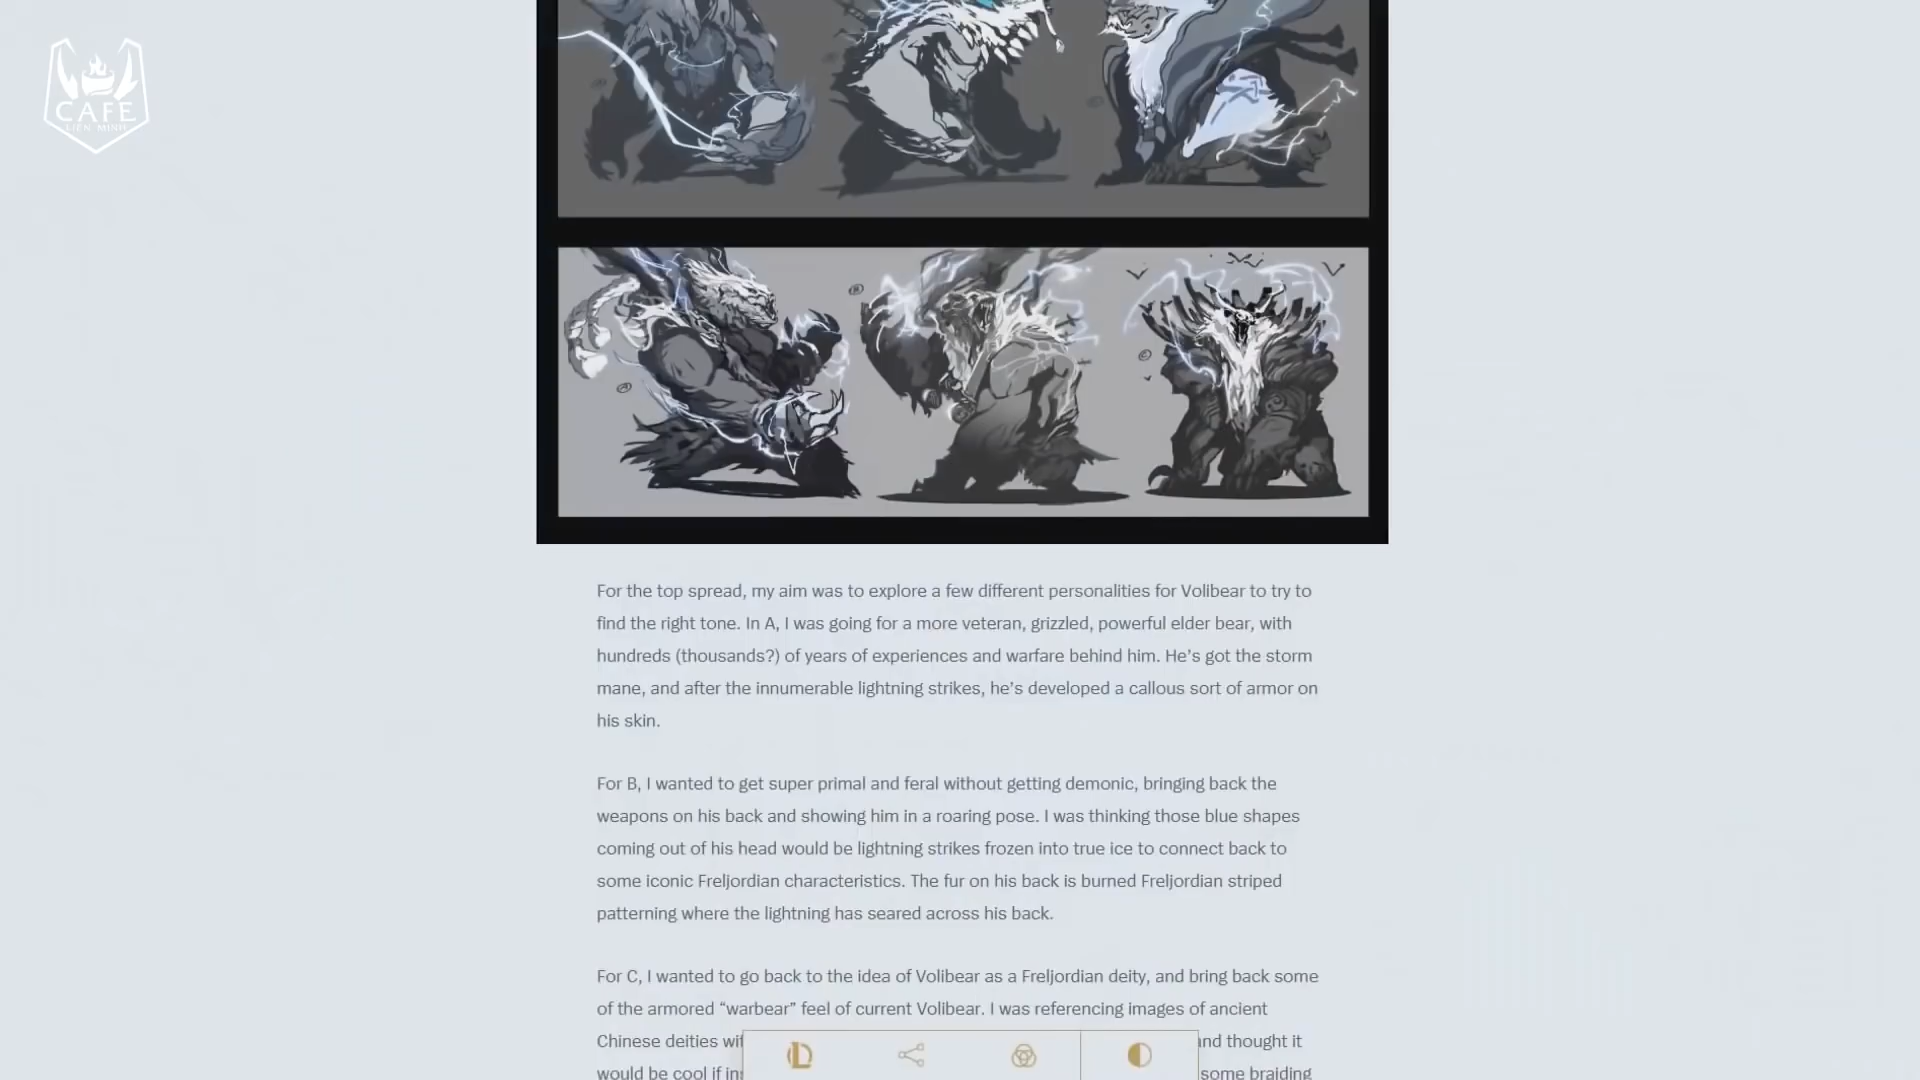 CAFE
LIÊN MINH
A
B
C
For the top spread, my aim was to explore a few different personalities for Volibear to try to
find the right tone. In A, I was going for a more veteran, grizzled, powerful elder bear, with
hundreds (thousands?) of years of experiences and warfare behind him. He’s got the storm
mane, and after the innumerable lightning strikes, he’s developed a callous sort of armor on
his skin.
For B, I wanted to get super primal and feral without getting demonic, bringing back the
weapons on his back and showing him in a roaring pose. I was thinking those blue shapes
coming out of his head would be lightning strikes frozen into true ice to connect back to
some iconic Freljordian characteristics. The fur on his back is burned Freljordian striped
patterning where the lightning has seared across his back.
For C, I wanted to go back to the idea of Volibear as a Freljordian deity, and bring back some
of the armored “warbear” feel of current Volibear. I was referencing images of ancient
Chinese deities and thought it
would be cool if some braiding